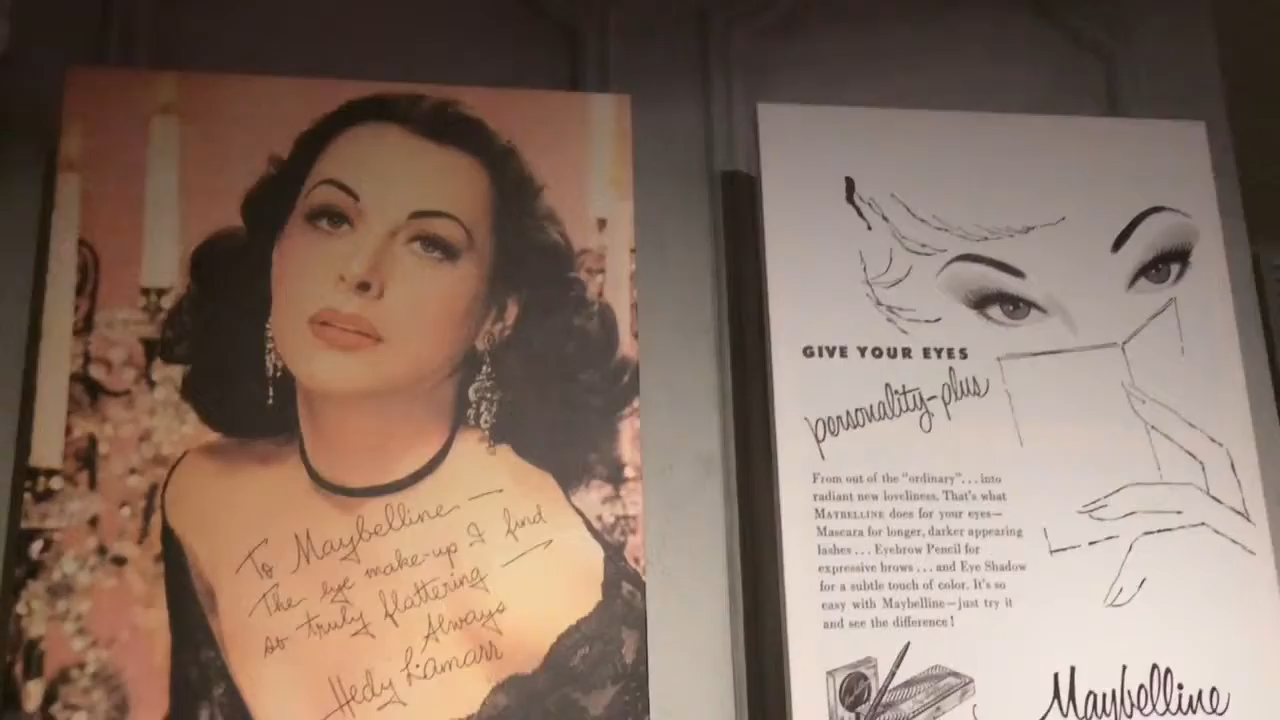 To Maybelline —
The eye make-up I find
so truly flattering —
Always
Hedy Lamarr
GIVE YOUR EYES
personality-plus
From out of the "ordinary"... into
radiant new loveliness. That's what
MAYBELLINE does for your eyes—
Mascara for longer, darker appearing
lashes... Eyebrow Pencil for
expressive brows... and Eye Shadow
for a subtle touch of color. It's so
easy with Maybelline—just try it
and see the difference!
Maybelline